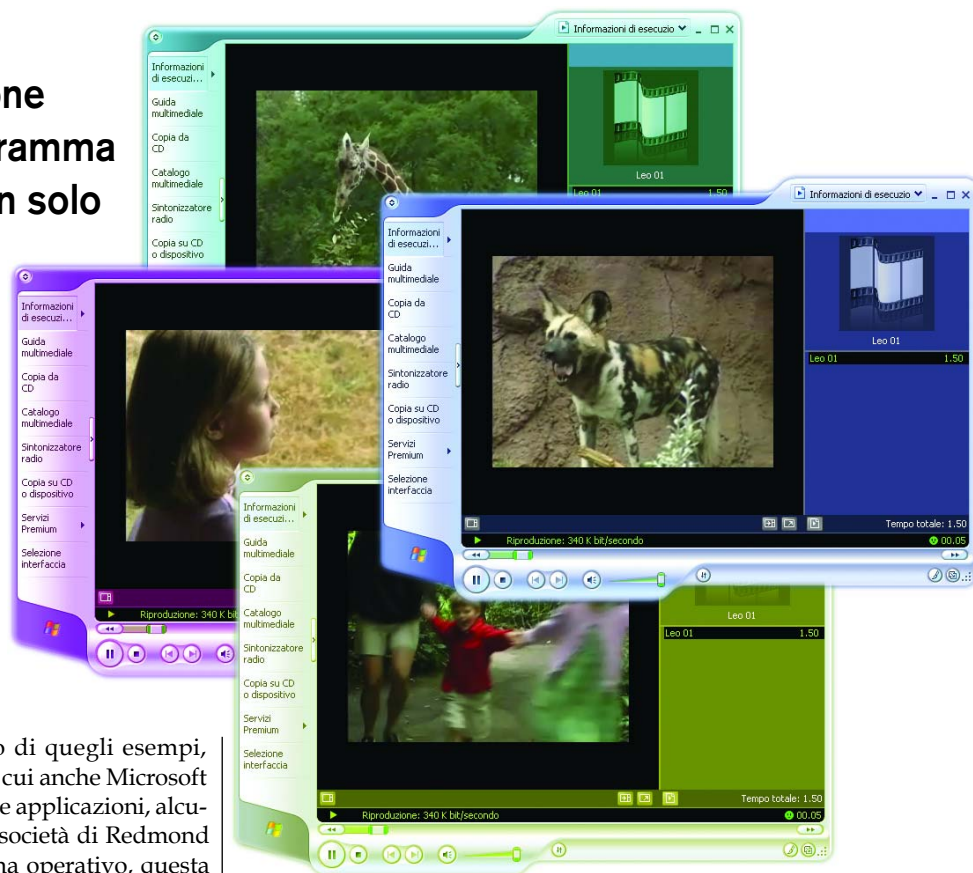 one
ramma
n solo
Informazioni di esecuzio
Informazioni
di esecuzi...
Guida
multimediale
Copia da
CD
Catalogo
multimediale
Sintonizzatore
radio
Copia su CD
o dispositivo
Leo 01
Leo 01 1.50
Informazioni di esecuzio
Informazioni
di esecuzi...
Guida
multimediale
Copia da
CD
Catalogo
multimediale
Sintonizzatore
radio
Copia su CD
o dispositivo
Servizi
Premium
Selezione
interfaccia
Leo 01
Leo 01 1.50
Tempo totale: 1.50
Riproduzione: 340 K bit/secondo 00.05
Informazioni
di esecuzi...
Guida
multimediale
Copia da
CD
Catalogo
multimediale
Sintonizzatore
radio
Copia su CD
o dispositivo
Servizi
Premium
Selezione
interfaccia
Riproduzione: 340 K bit
Informazioni
di esecuzi...
Guida
multimediale
Copia da
CD
Catalogo
multimediale
Sintonizzatore
radio
Copia su CD
o dispositivo
Servizi
Premium
Selezione
interfaccia
Leo 01
Leo 01 1.50
Tempo totale: 1.50
Riproduzione: 340 K bit/secondo 00.05
o di quegli esempi,
cui anche Microsoft
e applicazioni, alcu-
società di Redmond
na operativo, questa